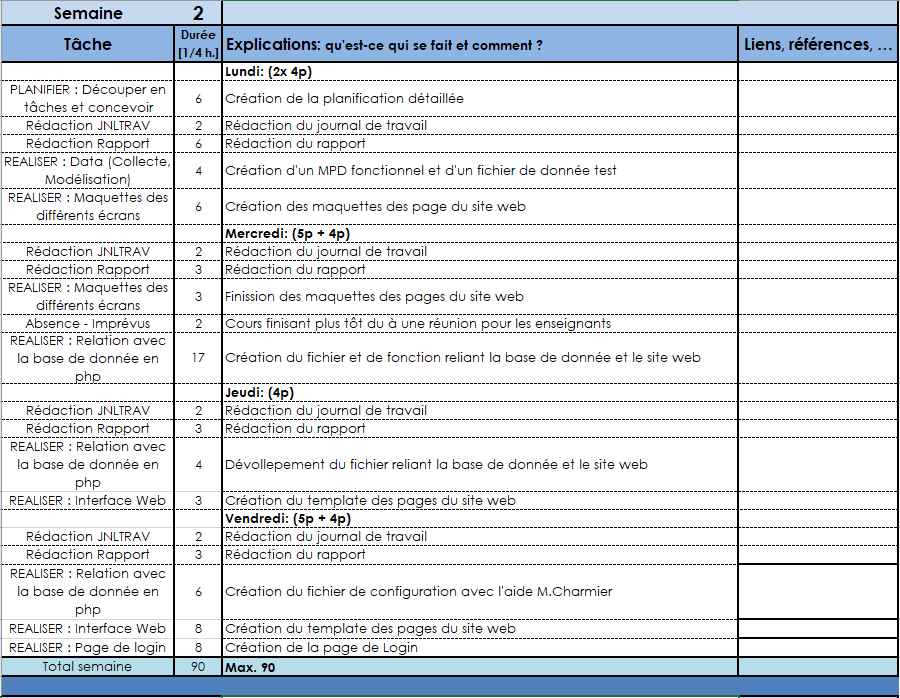 Semaine 2
Tâche Durée [1/4 h.] Explications: qu'est-ce qui se fait et comment ? Liens, références, …
Lundi: (2x 4p)
PLANIFIER : Découper en tâches et concevoir 6 Création de la planification détaillée
Rédaction JNLTRAV 2 Rédaction du journal de travail
Rédaction Rapport 6 Rédaction du rapport
REALISER : Data (Collecte, Modélisation) 4 Création d'un MPD fonctionnel et d'un fichier de donnée test
REALISER : Maquettes des différents écrans 6 Création des maquettes des page du site web
Mercredi: (5p + 4p)
Rédaction JNLTRAV 2 Rédaction du journal de travail
Rédaction Rapport 3 Rédaction du rapport
REALISER : Maquettes des différents écrans 3 Finission des maquettes des pages du site web
Absence - Imprévus 2 Cours finisant plus tôt du à une réunion pour les enseignants
REALISER : Relation avec la base de donnée en php 17 Création du fichier et de fonction reliant la base de donnée et le site web
Jeudi: (4p)
Rédaction JNLTRAV 2 Rédaction du journal de travail
Rédaction Rapport 3 Rédaction du rapport
REALISER : Relation avec la base de donnée en php 4 Dévollepement du fichier reliant la base de donnée et le site web
REALISER : Interface Web 3 Création du template des pages du site web
Vendredi: (5p + 4p)
Rédaction JNLTRAV 2 Rédaction du journal de travail
Rédaction Rapport 3 Rédaction du rapport
REALISER : Relation avec la base de donnée en php 6 Création du fichier de configuration avec l'aide M.Charmier
REALISER : Interface Web 8 Création du template des pages du site web
REALISER : Page de login 8 Création de la page de Login
Total semaine 90 Max. 90